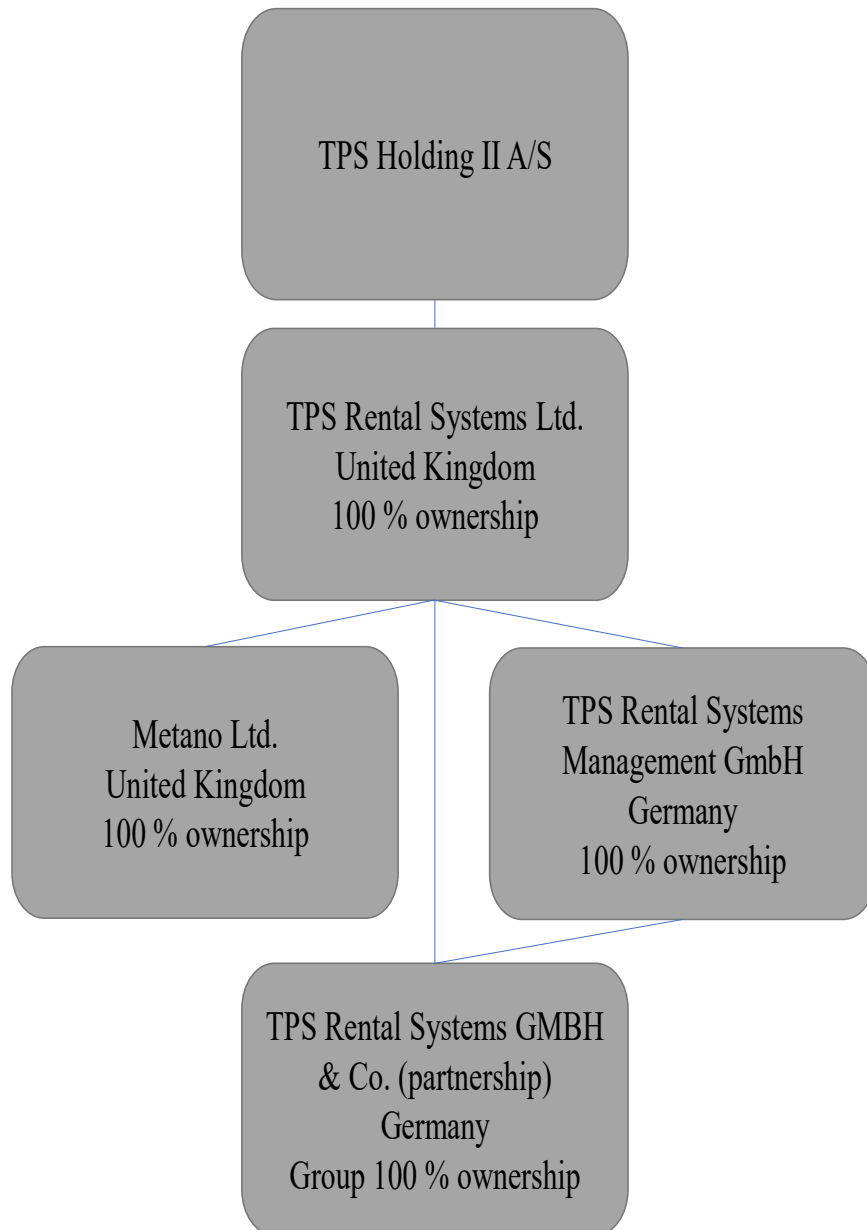 TPS Holding II A/S
TPS Rental Systems Ltd.
United Kingdom
100 % ownership
Metano Ltd.
United Kingdom
100 % ownership
TPS Rental Systems
Management GmbH
Germany
100 % ownership
TPS Rental Systems GMBH
& Co. (partnership)
Germany
Group 100 % ownership